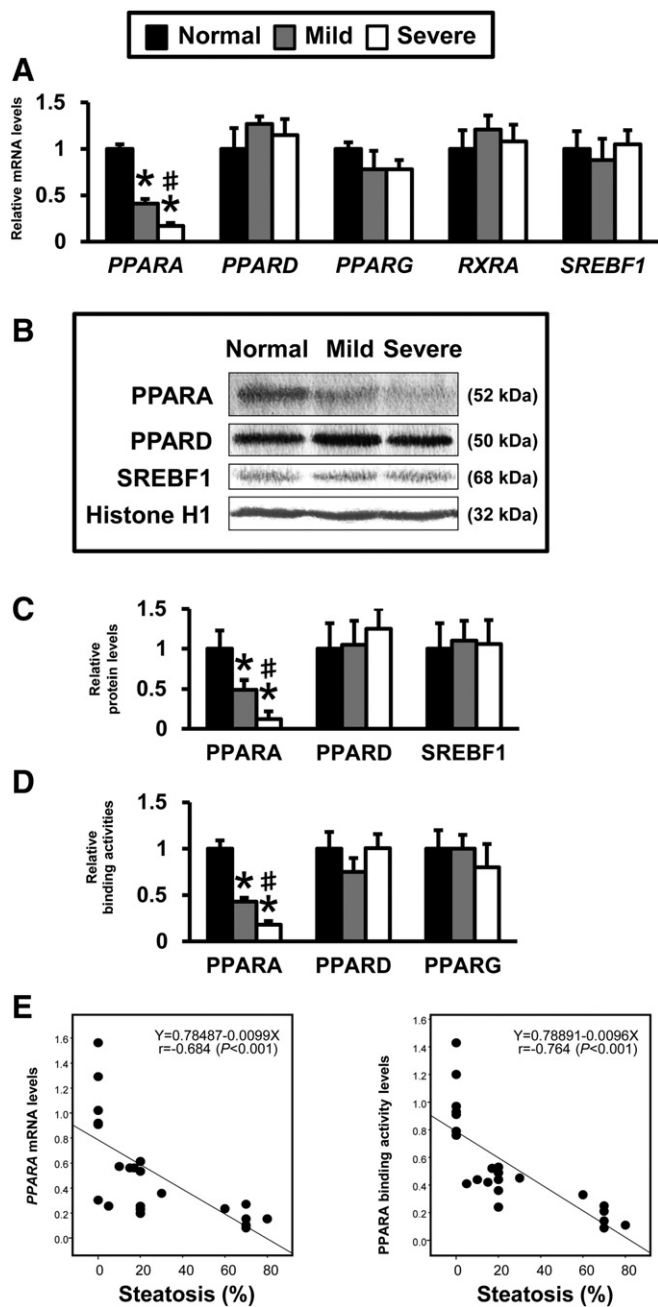 Normal Mild Severe
A
Relative mRNA levels
1.5
1
0.5
0
* # *
PPARA PPARD PPARG RXRA SREBF1
B
Normal Mild Severe
PPARA (52 kDa)
PPARD (50 kDa)
SREBF1 (68 kDa)
Histone H1 (32 kDa)
C
Relative
protein levels
1.5
1
0.5
0
* # *
PPARA PPARD SREBF1
D
Relative
binding activities
1.5
1
0.5
0
* # *
PPARA PPARD PPARG
E
PPARA mRNA levels
Y=0.78487-0.0099X
r=-0.684 (P<0.001)
1.6
1.4
1.2
1.0
0.8
0.6
0.4
0.2
0.0
0 20 40 60 80
Steatosis (%)
PPARA binding activity levels
Y=0.78891-0.0096X
r=-0.764 (P<0.001)
1.6
1.4
1.2
1.0
0.8
0.6
0.4
0.2
0.0
0 20 40 60 80
Steatosis (%)